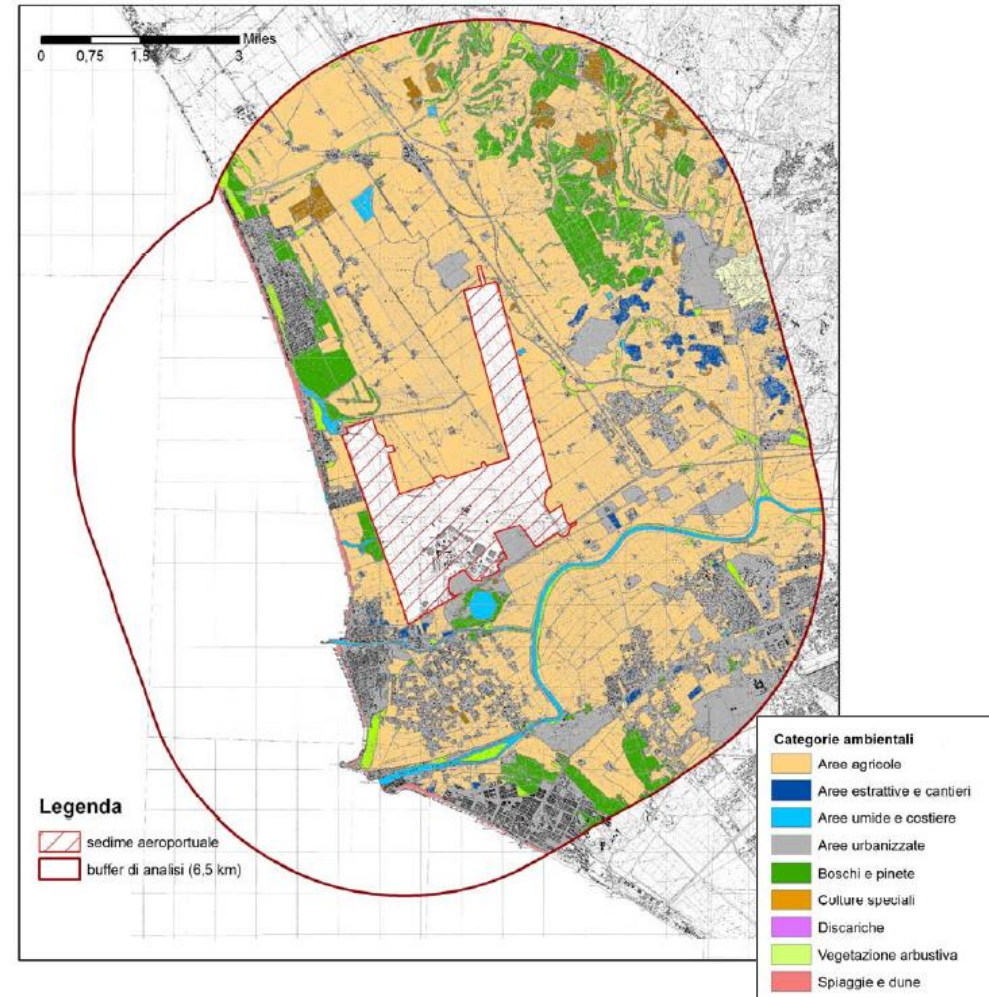 Miles
0 0,75 1,5 3
Legenda
sedime aeroportuale
buffer di analisi (6,5 km)
Categorie ambientali
Aree agricole
Aree estrattive e cantieri
Aree umide e costiere
Aree urbanizzate
Boschi e pinete
Colture speciali
Discariche
Vegetazione arbustiva
Spiaggie e dune